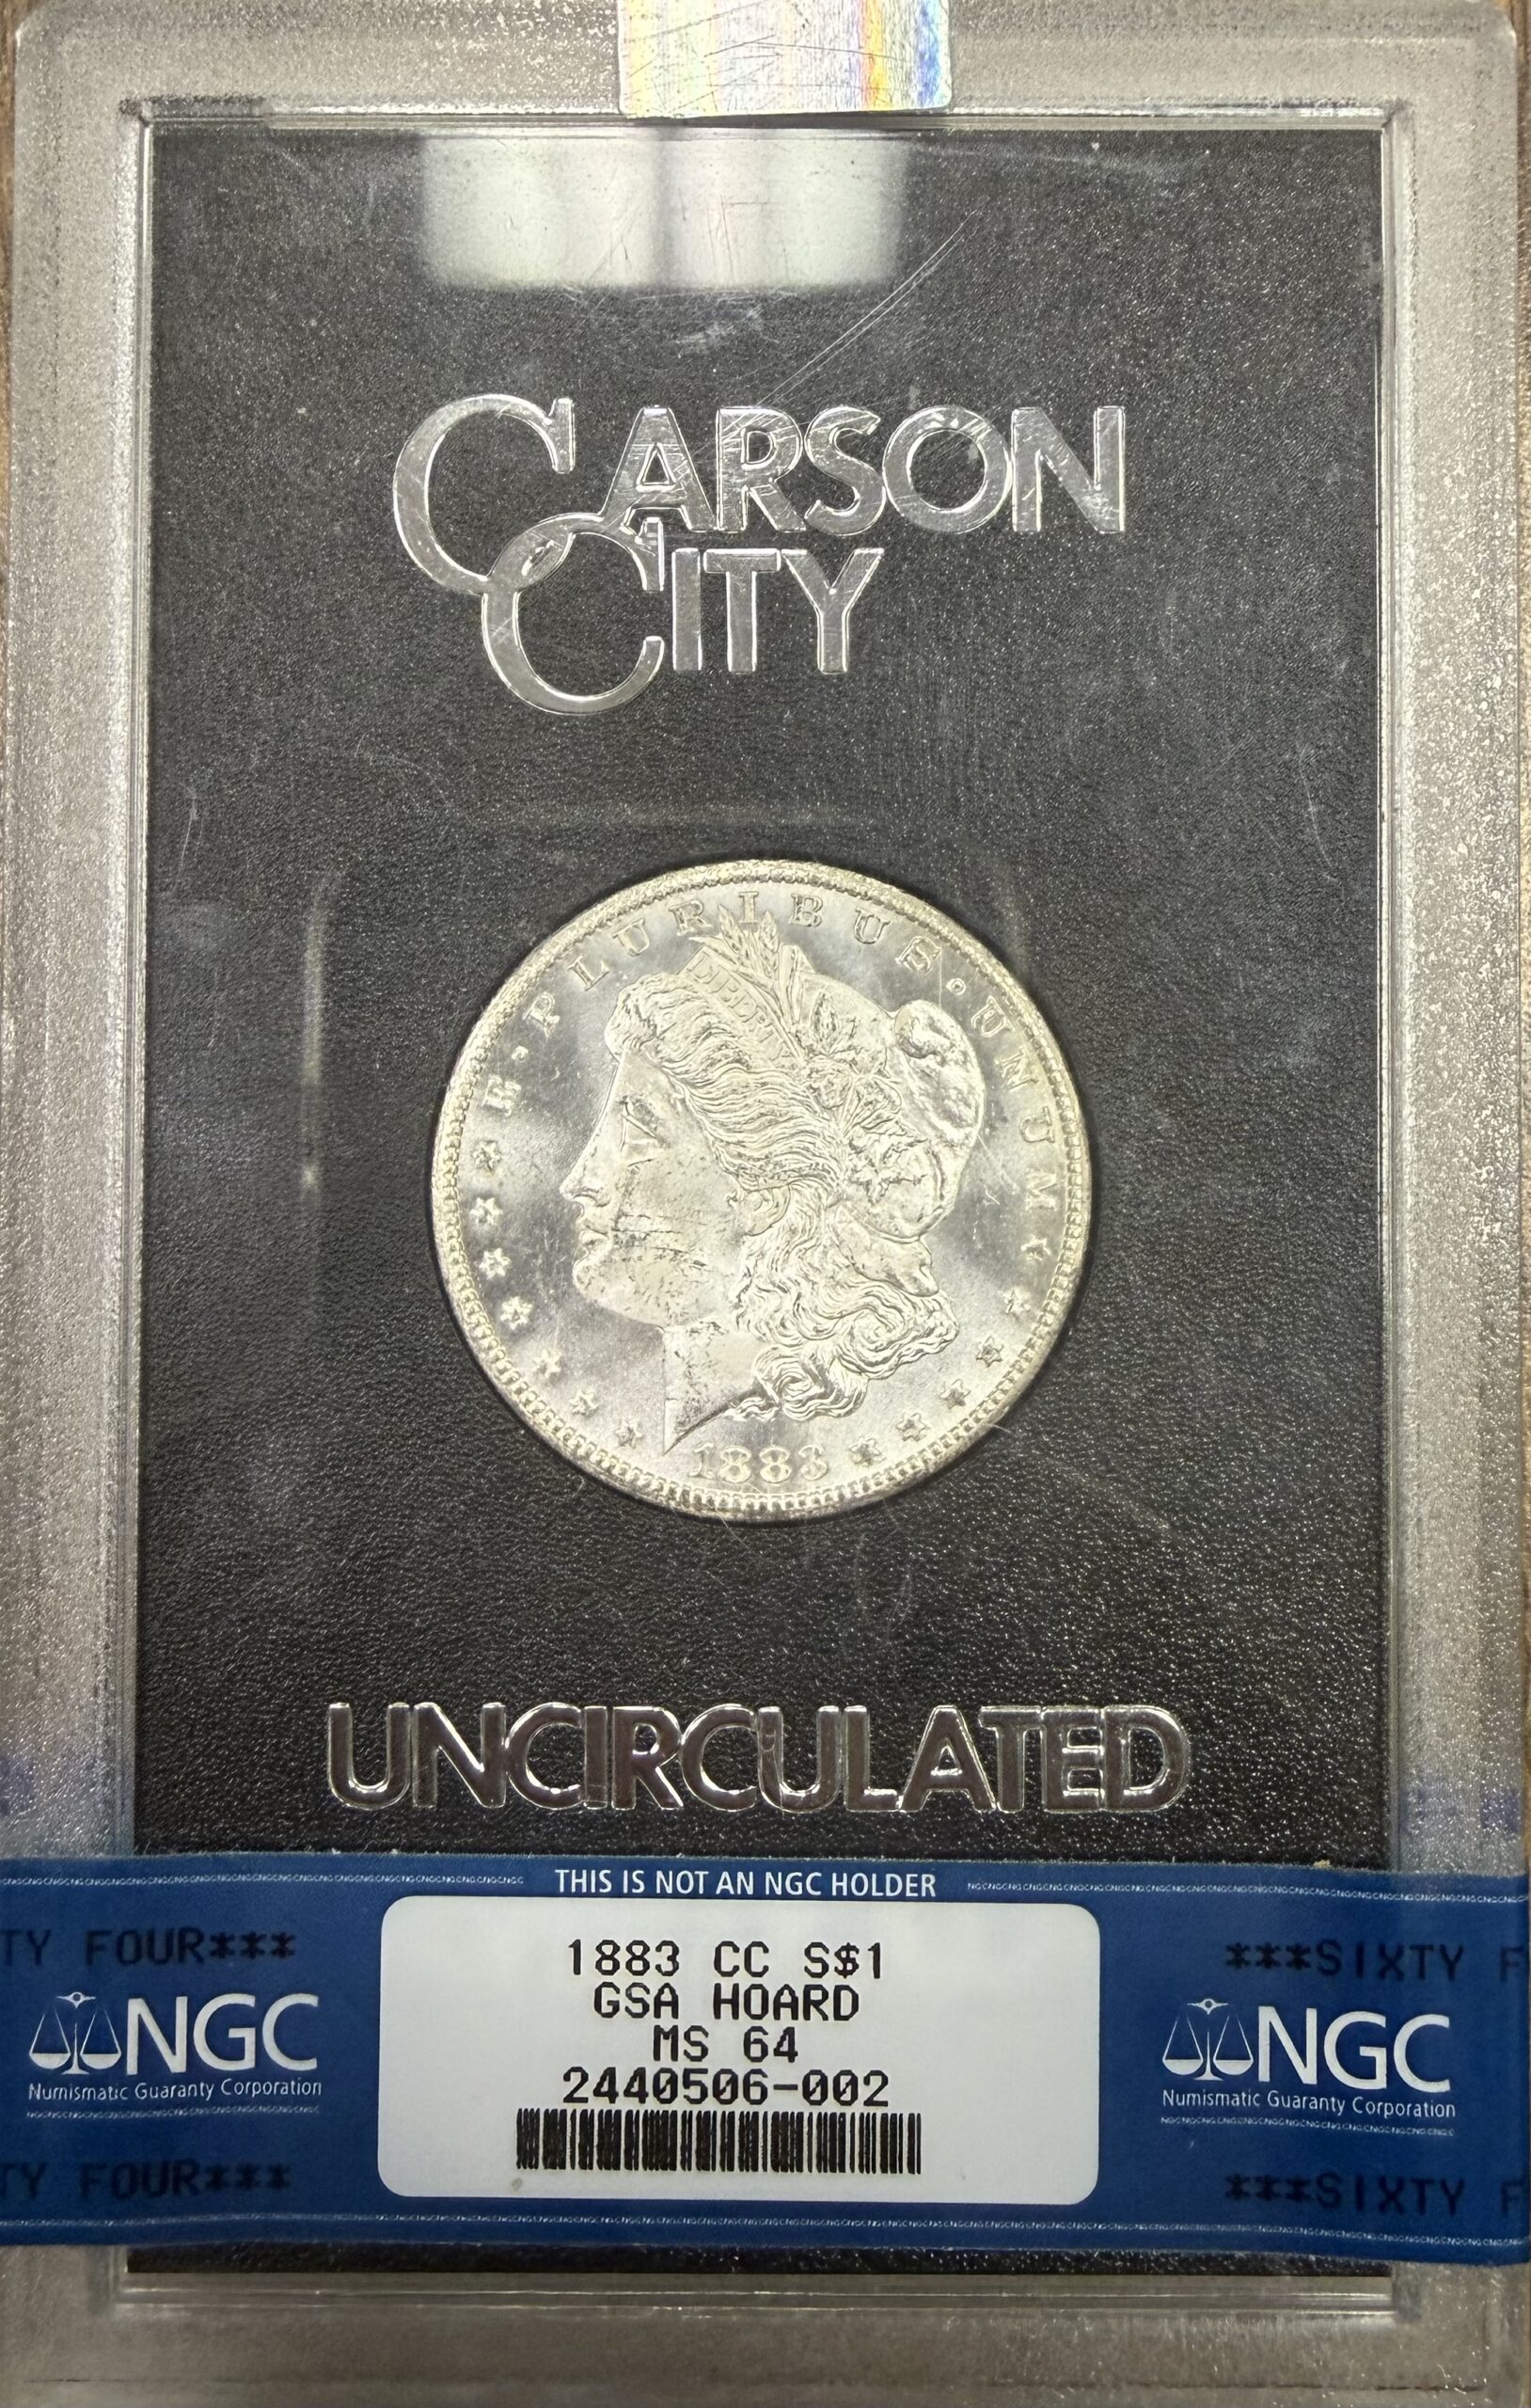 CARSON
CITY
E·PLURIBUS·UNUM
LIBERTY
1883
UNCIRCULATED
THIS IS NOT AN NGC HOLDER
TY FOUR*** ***SIXTY F
1883 CC S$1
GSA HOARD
MS 64
2440506-002
NGC
Numismatic Guaranty Corporation
NGC
Numismatic Guaranty Corporation
TY FOUR*** ***SIXTY F